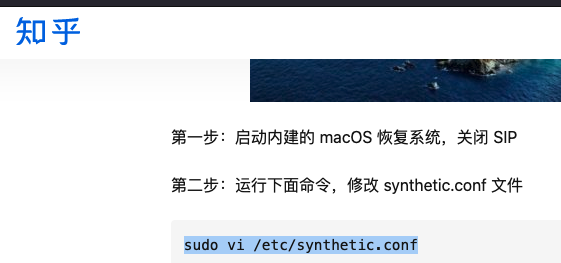 知乎
第一步：启动内建的 macOS 恢复系统，关闭 SIP
第二步：运行下面命令，修改 synthetic.conf 文件
sudo vi /etc/synthetic.conf